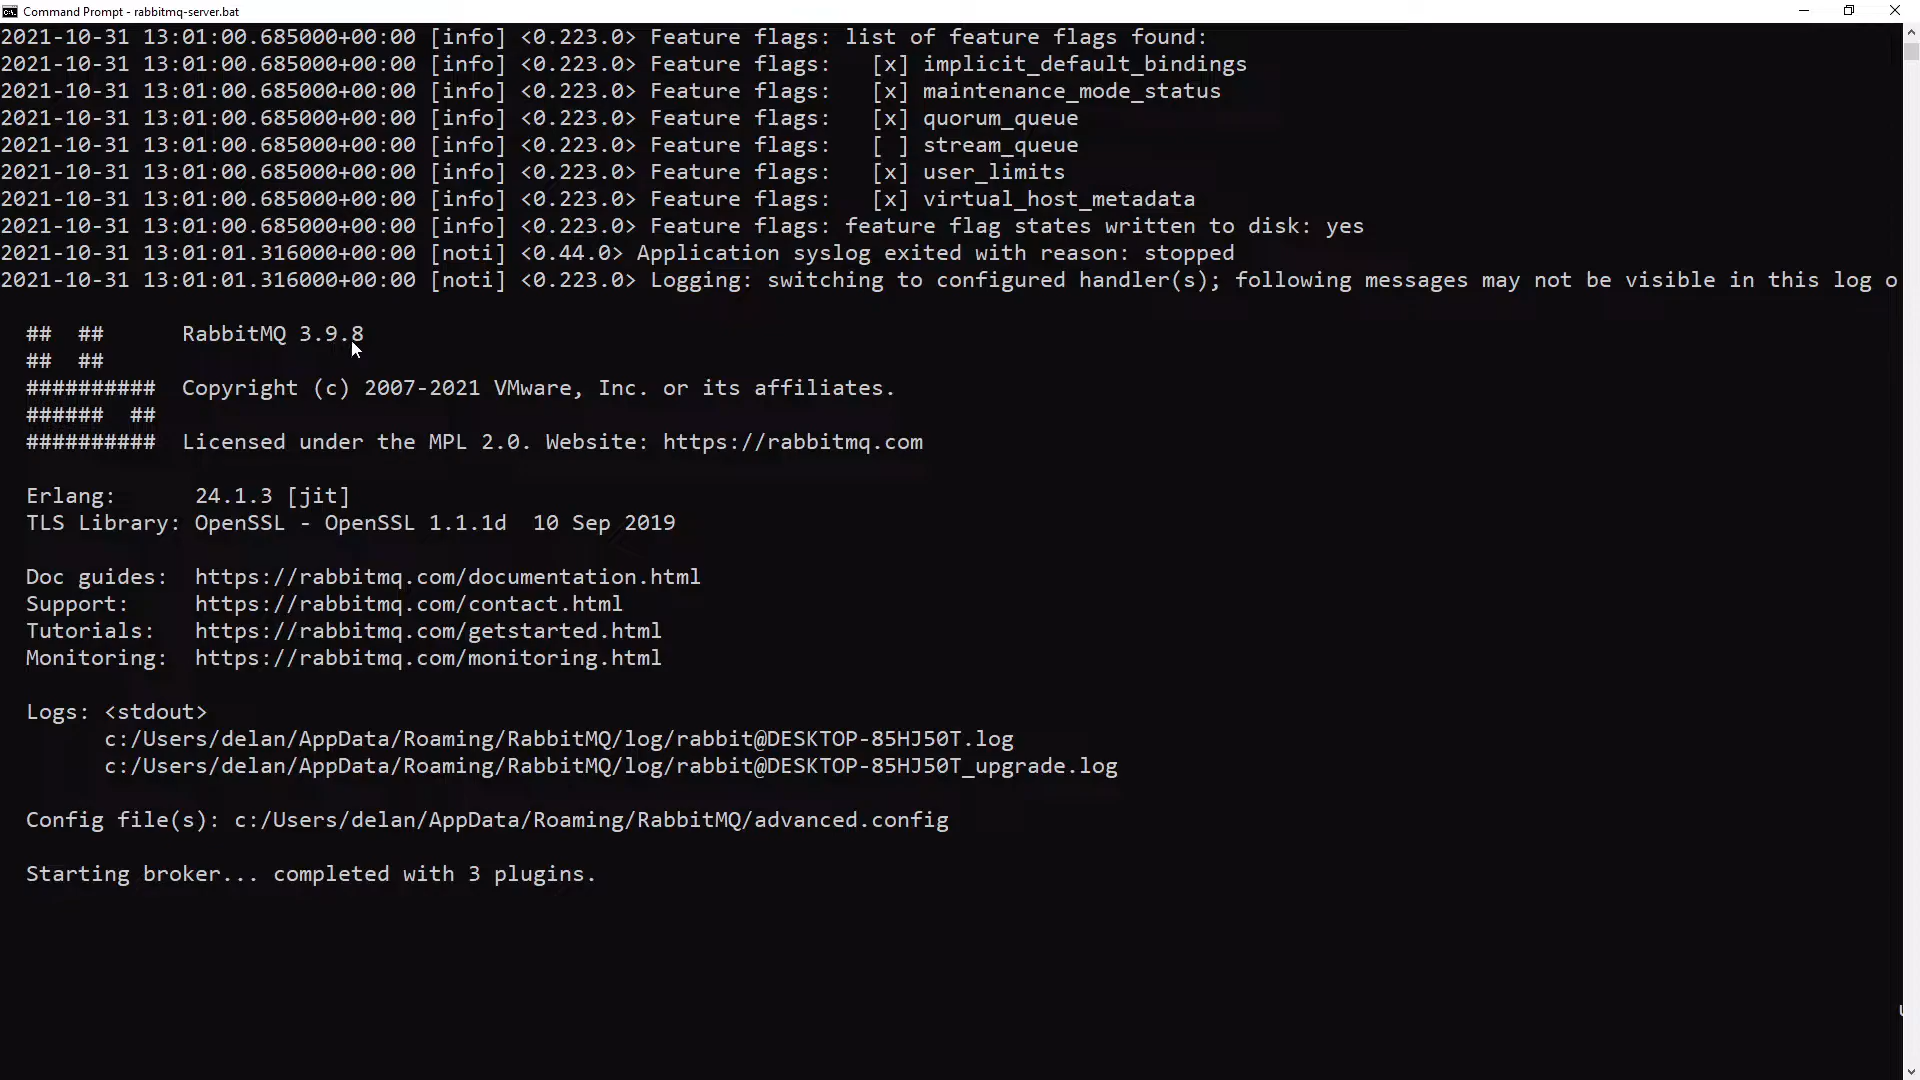 Command Prompt - rabbitmq-server.bat
2021-10-31 13:01:00.685000+00:00 [info] <0.223.0> Feature flags: list of feature flags found:
2021-10-31 13:01:00.685000+00:00 [info] <0.223.0> Feature flags:   [x] implicit_default_bindings
2021-10-31 13:01:00.685000+00:00 [info] <0.223.0> Feature flags:   [x] maintenance_mode_status
2021-10-31 13:01:00.685000+00:00 [info] <0.223.0> Feature flags:   [x] quorum_queue
2021-10-31 13:01:00.685000+00:00 [info] <0.223.0> Feature flags:   [ ] stream_queue
2021-10-31 13:01:00.685000+00:00 [info] <0.223.0> Feature flags:   [x] user_limits
2021-10-31 13:01:00.685000+00:00 [info] <0.223.0> Feature flags:   [x] virtual_host_metadata
2021-10-31 13:01:00.685000+00:00 [info] <0.223.0> Feature flags: feature flag states written to disk: yes
2021-10-31 13:01:01.316000+00:00 [noti] <0.44.0> Application syslog exited with reason: stopped
2021-10-31 13:01:01.316000+00:00 [noti] <0.223.0> Logging: switching to configured handler(s); following messages may not be visible in this log o
##  ##      RabbitMQ 3.9.8
##  ##
##########  Copyright (c) 2007-2021 VMware, Inc. or its affiliates.
######  ##
##########  Licensed under the MPL 2.0. Website: https://rabbitmq.com
Erlang:      24.1.3 [jit]
TLS Library: OpenSSL - OpenSSL 1.1.1d  10 Sep 2019
Doc guides:  https://rabbitmq.com/documentation.html
Support:     https://rabbitmq.com/contact.html
Tutorials:   https://rabbitmq.com/getstarted.html
Monitoring:  https://rabbitmq.com/monitoring.html
Logs: <stdout>
c:/Users/delan/AppData/Roaming/RabbitMQ/log/rabbit@DESKTOP-85HJ50T.log
c:/Users/delan/AppData/Roaming/RabbitMQ/log/rabbit@DESKTOP-85HJ50T_upgrade.log
Config file(s): c:/Users/delan/AppData/Roaming/RabbitMQ/advanced.config
Starting broker... completed with 3 plugins.